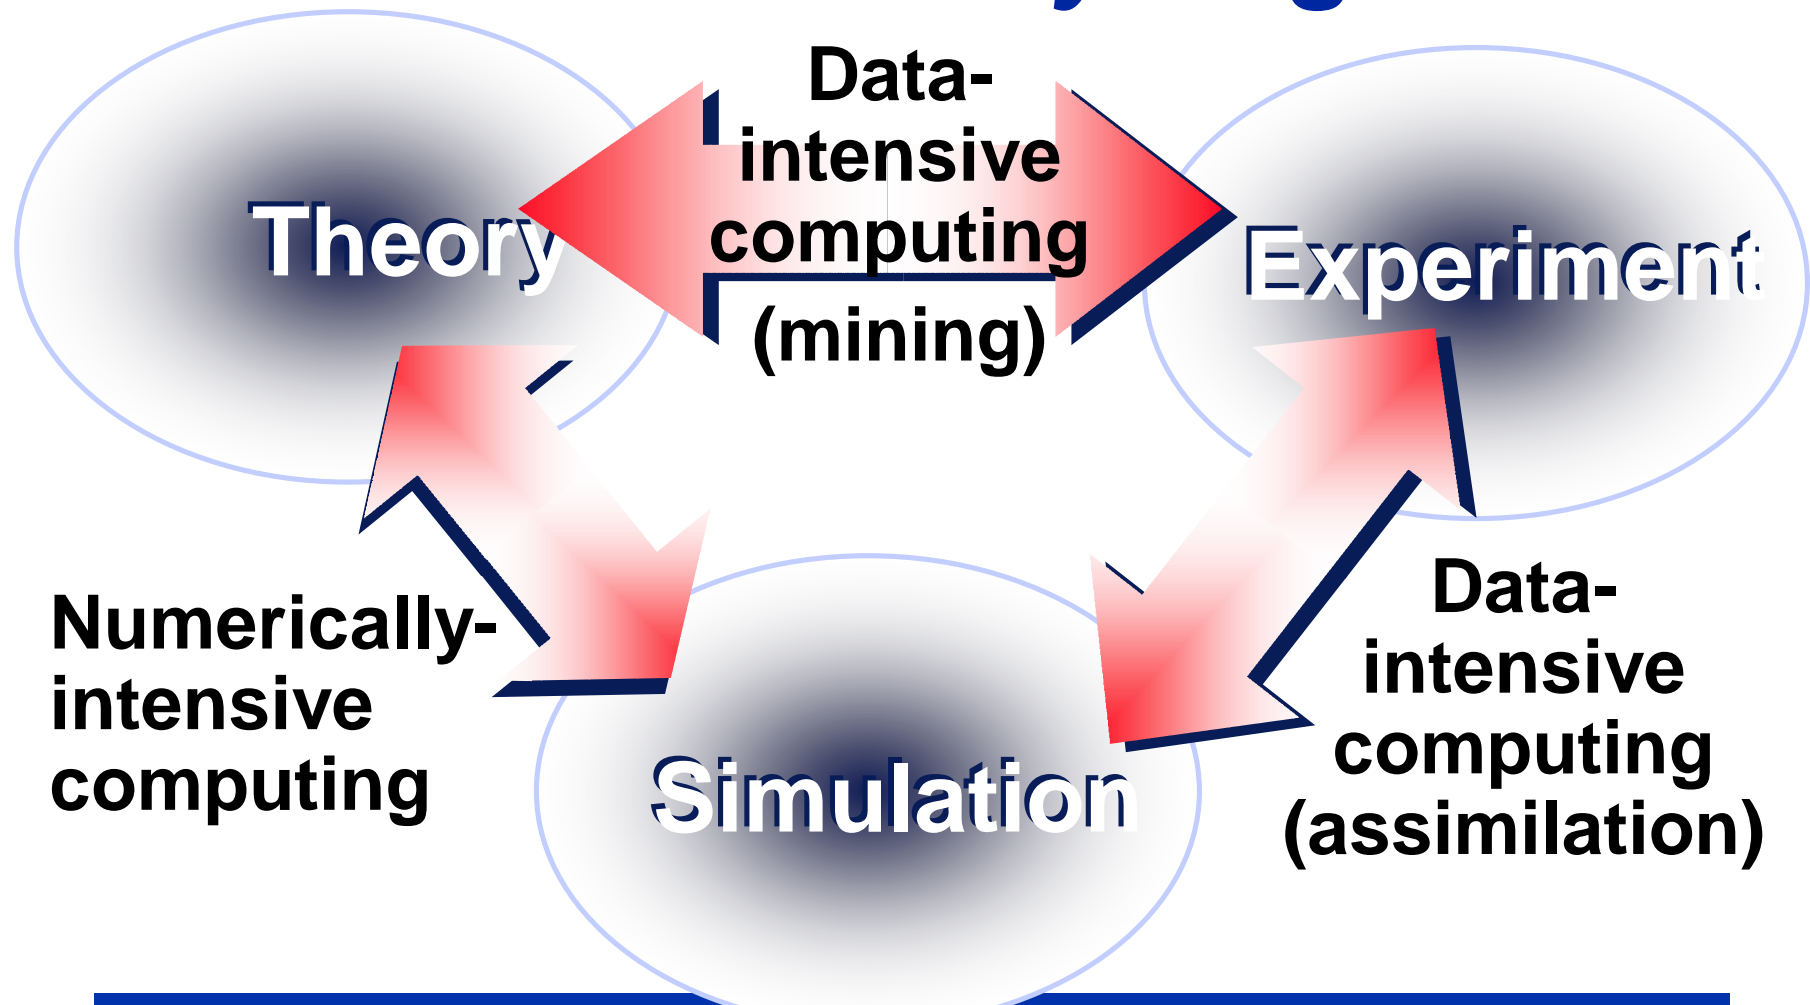 Data-
intensive
computing
(mining)
Theory
Experiment
Numerically-
intensive
computing
Simulation
Data-
intensive
computing
(assimilation)